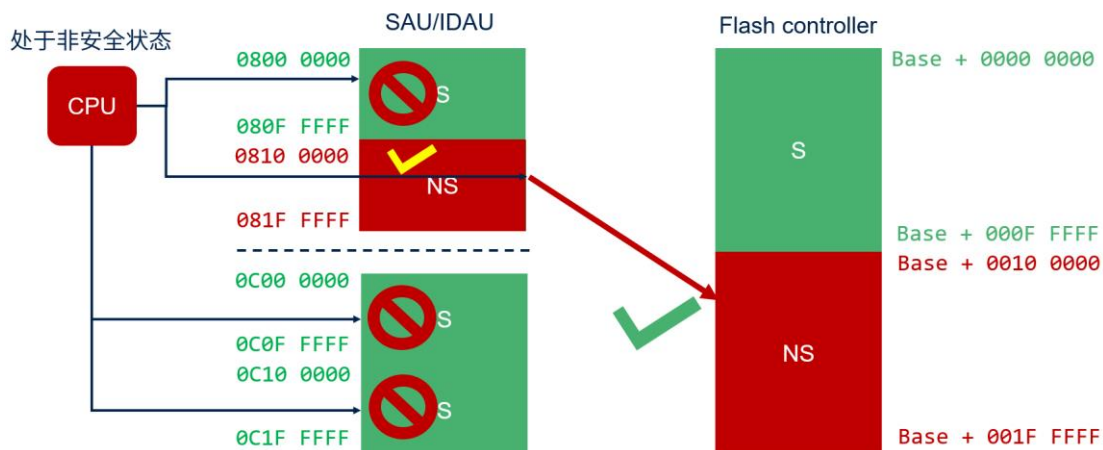 SAU/IDAU
Flash controller
处于非安全状态
CPU
0800 0000
S
080F FFFF
0810 0000
NS
081F FFFF
0C00 0000
S
0C0F FFFF
0C10 0000
S
0C1F FFFF
Base + 0000 0000
S
Base + 000F FFFF
Base + 0010 0000
NS
Base + 001F FFFF